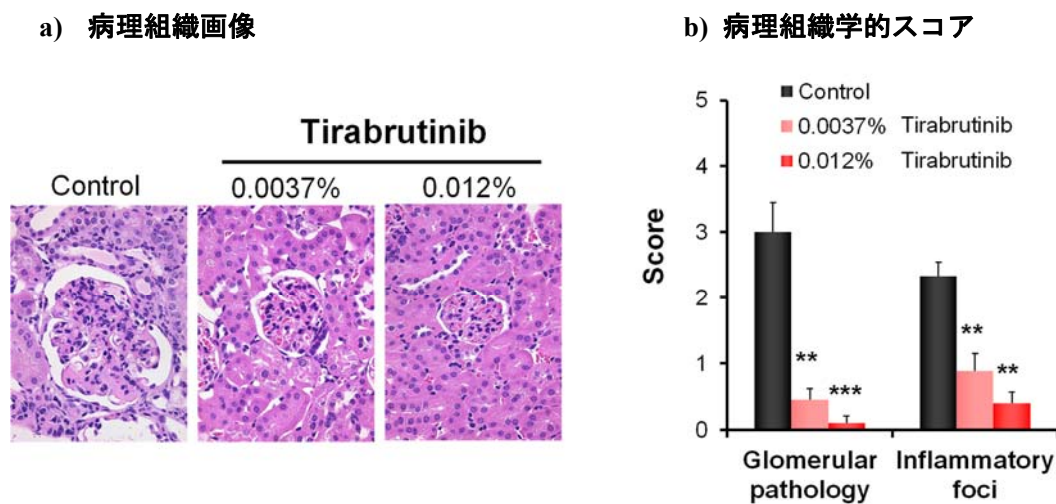 a) 病理組織画像
Tirabrutinib
Control
0.0037%
0.012%
b) 病理組織学的スコア
Control
0.0037% Tirabrutinib
0.012% Tirabrutinib
Score
5
4
3
2
1
0
**
***
**
**
Glomerular
pathology
Inflammatory
foci